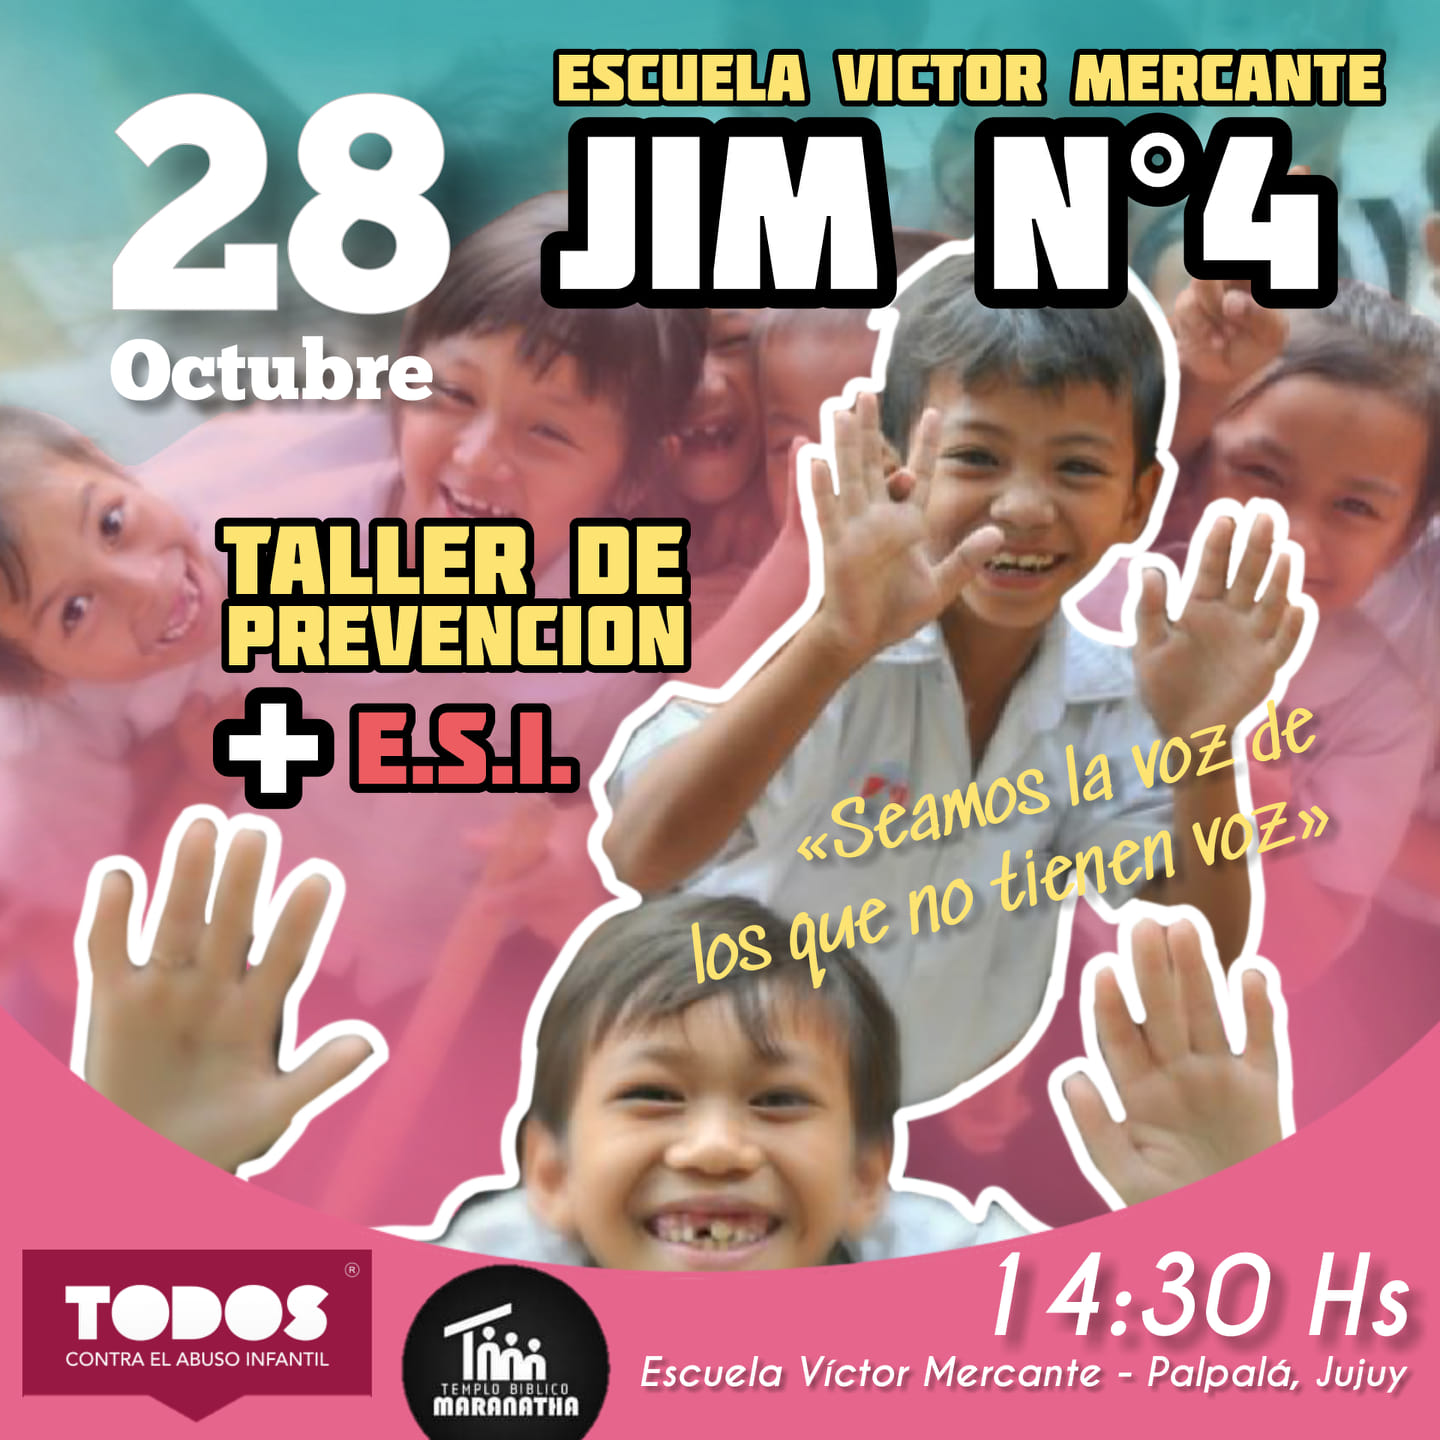 ESCUELA VICTOR MERCANTE
JIM N°4
28
Octubre
TALLER DE
PREVENCION
+ E.S.I.
«Seamos la voz de
los que no tienen voz»
TODOS ®
CONTRA EL ABUSO INFANTIL
TEMPLO BIBLICO
MARANATHA
14:30 Hs
Escuela Víctor Mercante - Palpalá, Jujuy